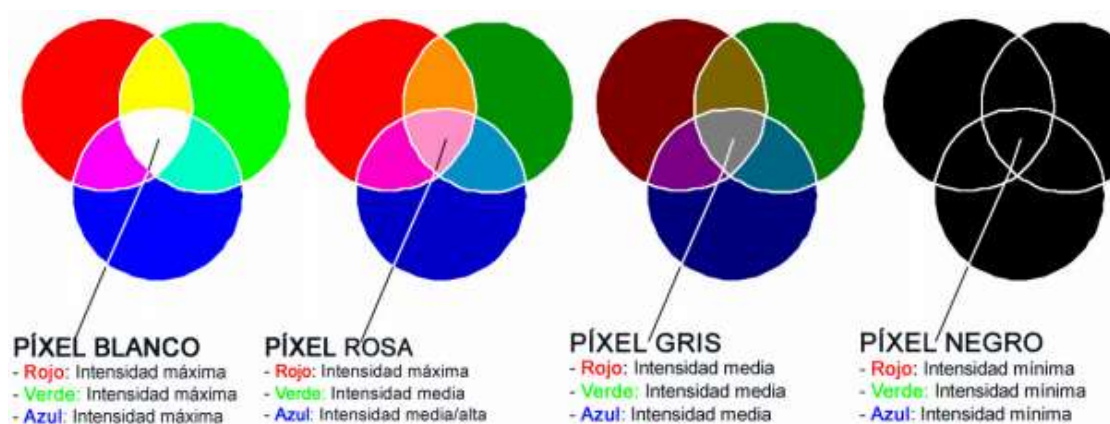 PÍXEL BLANCO
- Rojo: Intensidad máxima
- Verde: Intensidad máxima
- Azul: Intensidad máxima
PÍXEL ROSA
- Rojo: Intensidad máxima
- Verde: Intensidad media
- Azul: Intensidad media/alta
PÍXEL GRIS
- Rojo: Intensidad media
- Verde: Intensidad media
- Azul: Intensidad media
PÍXEL NEGRO
- Rojo: Intensidad mínima
- Verde: Intensidad mínima
- Azul: Intensidad mínima